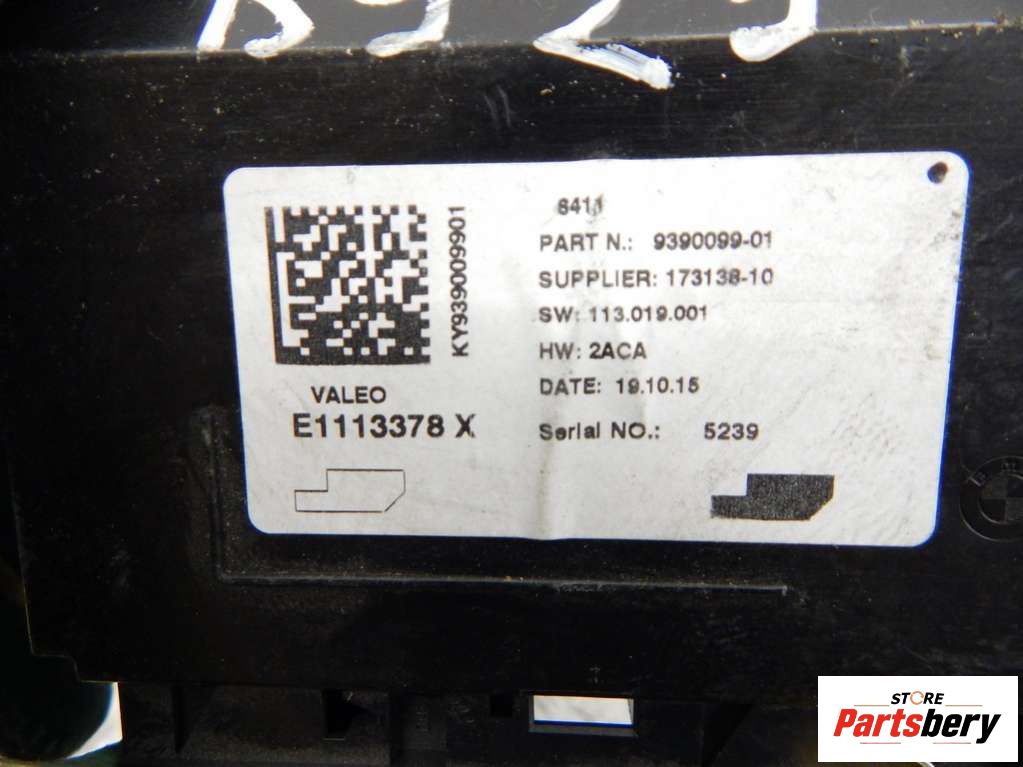 6411
PART N.: 9390099-01
SUPPLIER: 173138-10
SW: 113.019.001
HW: 2ACA
DATE: 19.10.15
Serial NO.: 5239
KY939009901
VALEO
E1113378 X
STORE
Partsbery